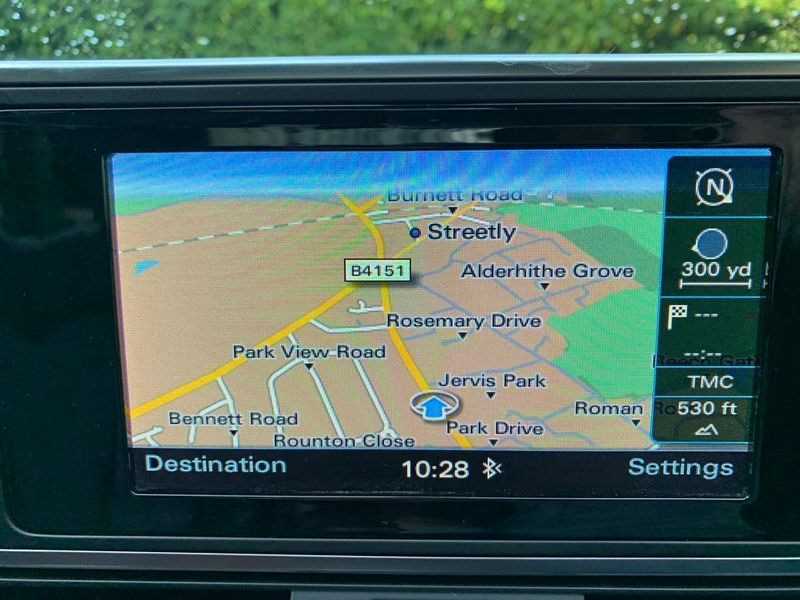 Burnett Road
N
Streetly
B4151
Alderhithe Grove
300 yd
Rosemary Drive
---
Park View Road
--:--
Jervis Park
TMC
Bennett Road
Roman Ro
530 ft
Park Drive
Rounton Close
Destination
10:28
Settings